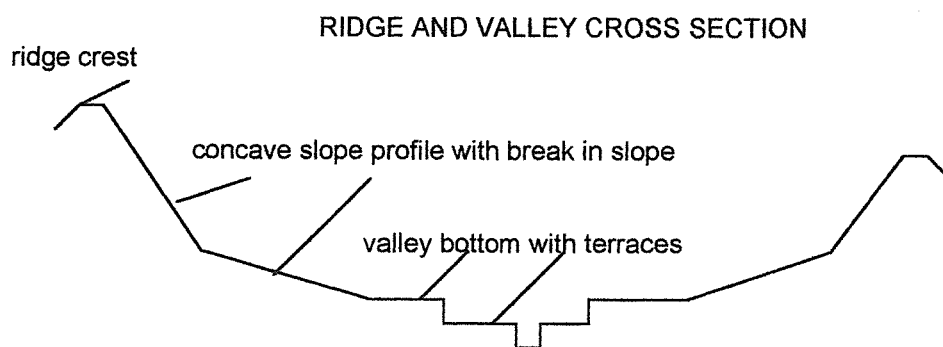 RIDGE AND VALLEY CROSS SECTION
ridge crest
concave slope profile with break in slope
valley bottom with terraces